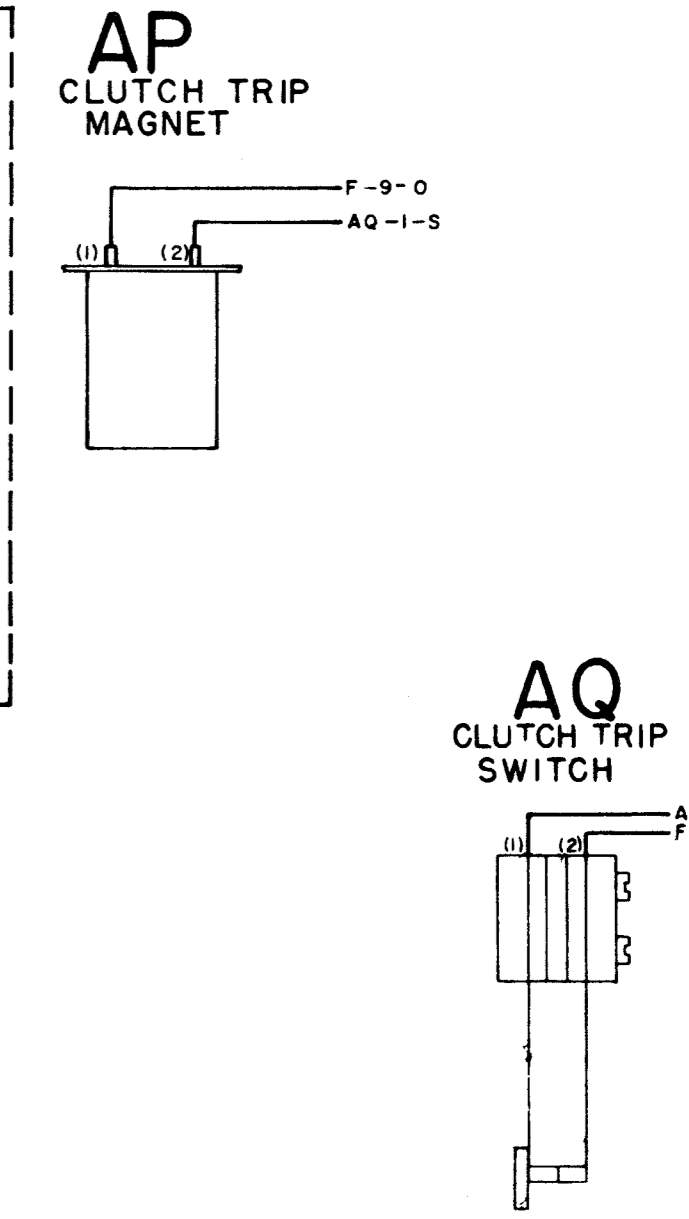 AP
CLUTCH TRIP
MAGNET
F-9-O
AQ-1-S
(1) (2)
AQ
CLUTCH TRIP
SWITCH
A
F
(1) (2)